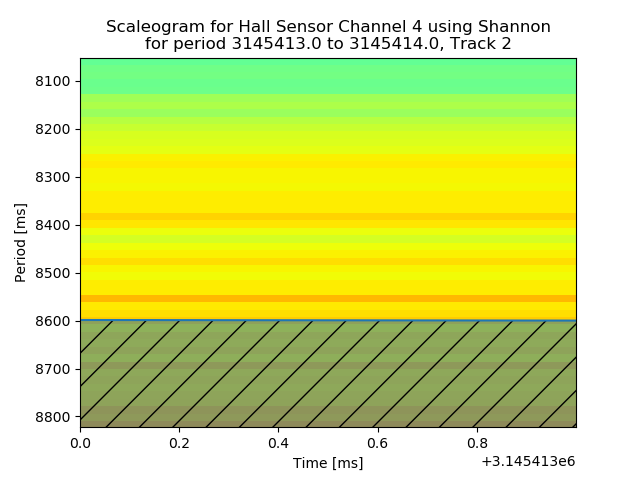 Scaleogram for Hall Sensor Channel 4 using Shannon
for period 3145413.0 to 3145414.0, Track 2
8100
8200
8300
8400
8500
8600
8700
8800
Period [ms]
0.0 0.2 0.4 0.6 0.8
Time [ms]
+3.145413e6